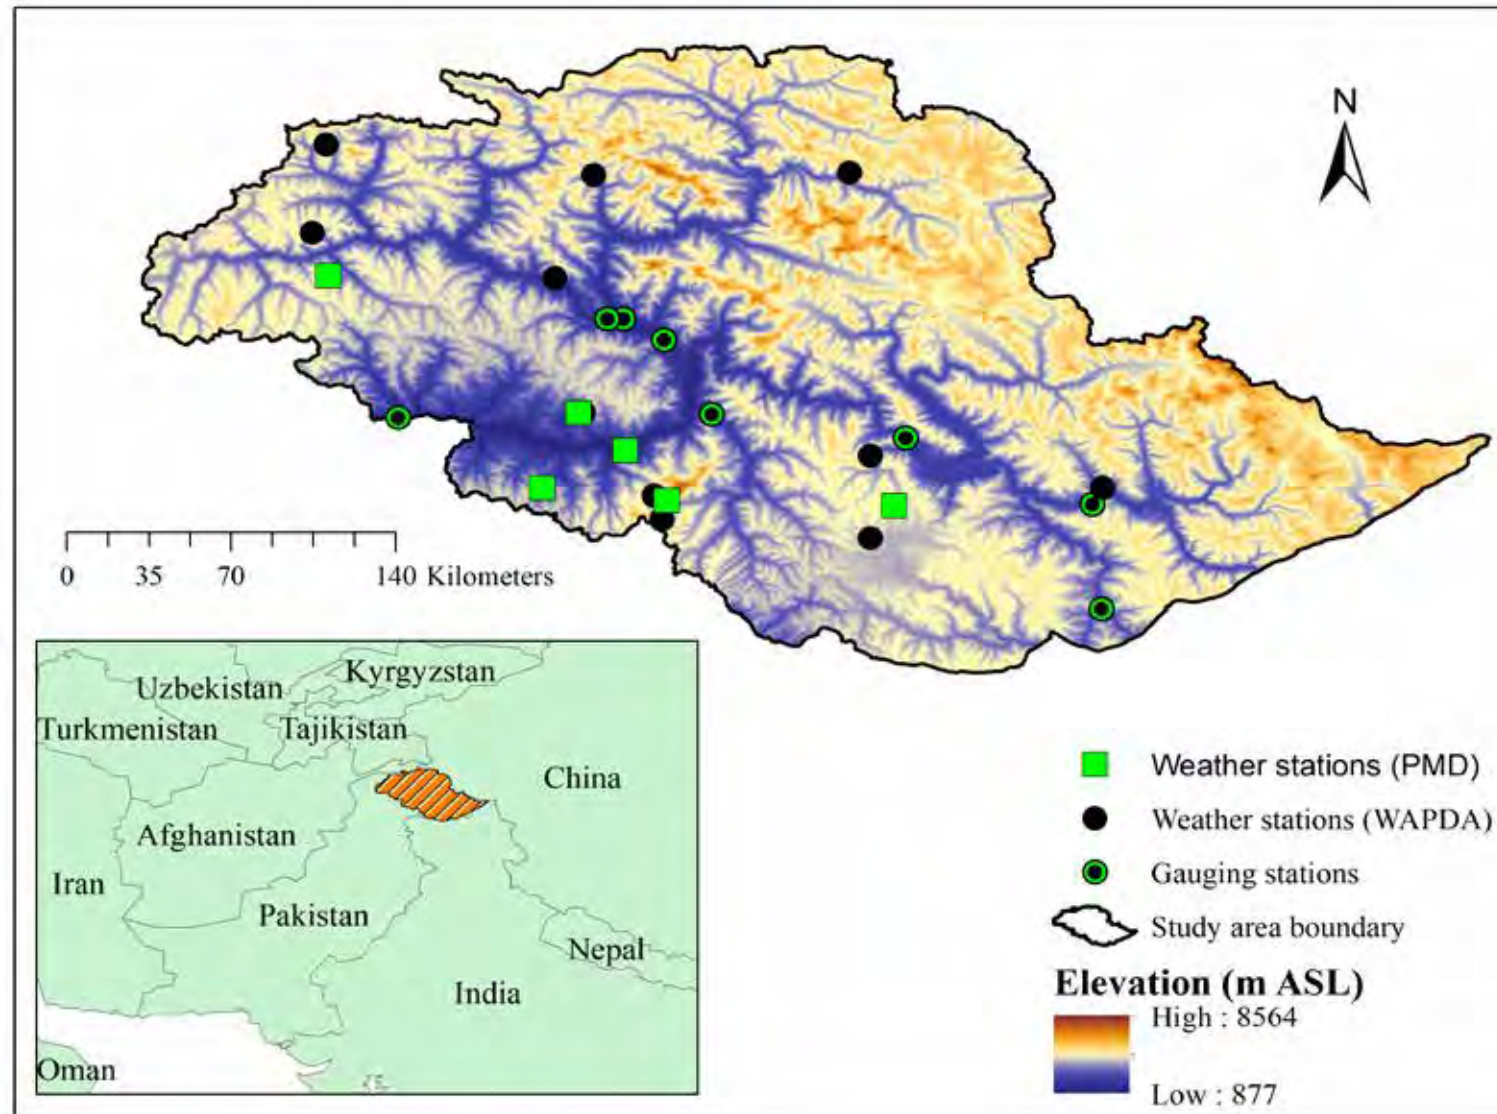 N
0 35 70 140 Kilometers
Uzbekistan
Kyrgyzstan
Turkmenistan
Tajikistan
China
Afghanistan
Iran
Pakistan
Nepal
India
Oman
Weather stations (PMD)
Weather stations (WAPDA)
Gauging stations
Study area boundary
Elevation (m ASL)
High : 8564
Low : 877